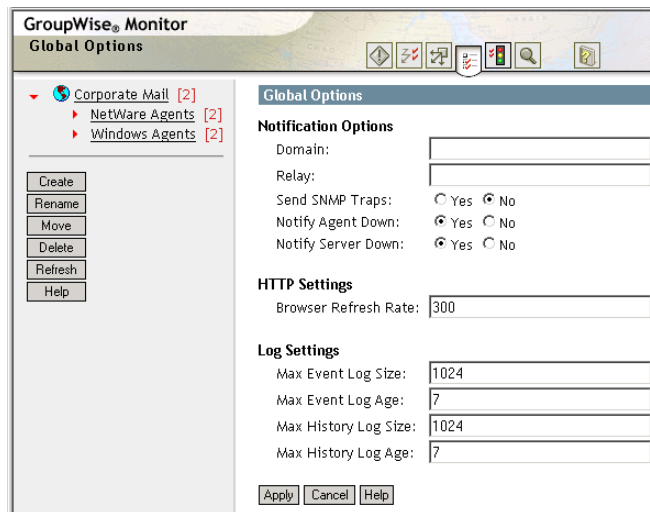 GroupWise® Monitor
Global Options
Corporate Mail [2]
NetWare Agents [2]
Windows Agents [2]
Create
Rename
Move
Delete
Refresh
Help
Global Options
Notification Options
Domain:
Relay:
Send SNMP Traps: Yes No
Notify Agent Down: Yes No
Notify Server Down: Yes No
HTTP Settings
Browser Refresh Rate: 300
Log Settings
Max Event Log Size: 1024
Max Event Log Age: 7
Max History Log Size: 1024
Max History Log Age: 7
Apply Cancel Help